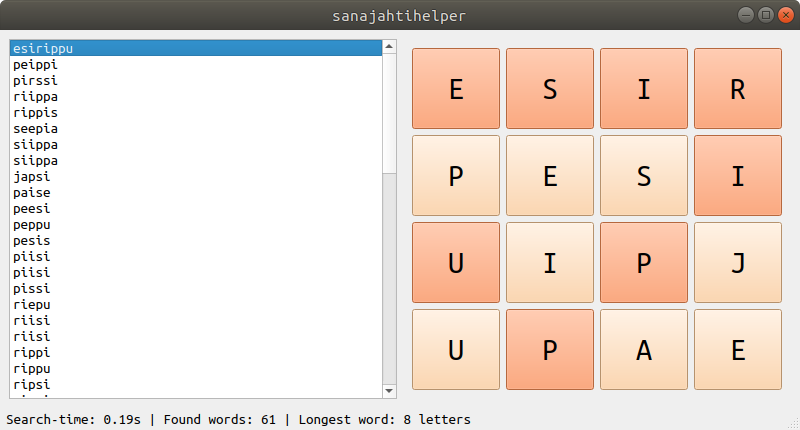 sanajahtihelper
esirippu
peippi
pirssi
riippa
rippis
seepia
siippa
siippa
japsi
paise
peesi
peppu
pesis
piisi
piisi
pissi
riepu
riisi
riisi
rippi
rippu
ripsi
E S I R
P E S I
U I P J
U P A E
Search-time: 0.19s | Found words: 61 | Longest word: 8 letters